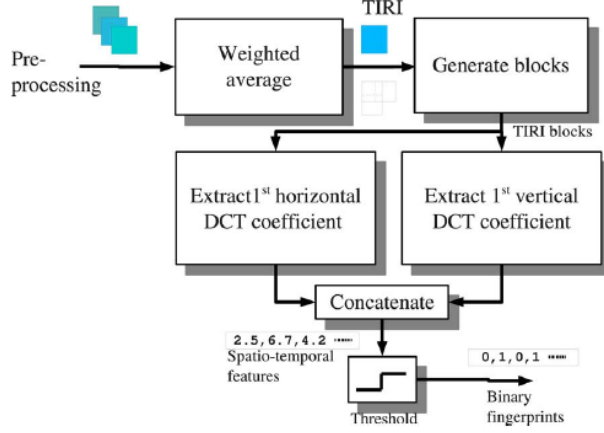 TIRI
Pre-
processing
Weighted
average
Generate blocks
TIRI blocks
Extract1st horizontal
DCT coefficient
Extract 1st vertical
DCT coefficient
Concatenate
2.5,6.7,4.2 ......
Spatio-temporal
features
0,1,0,1 ......
Threshold
Binary
fingerprints